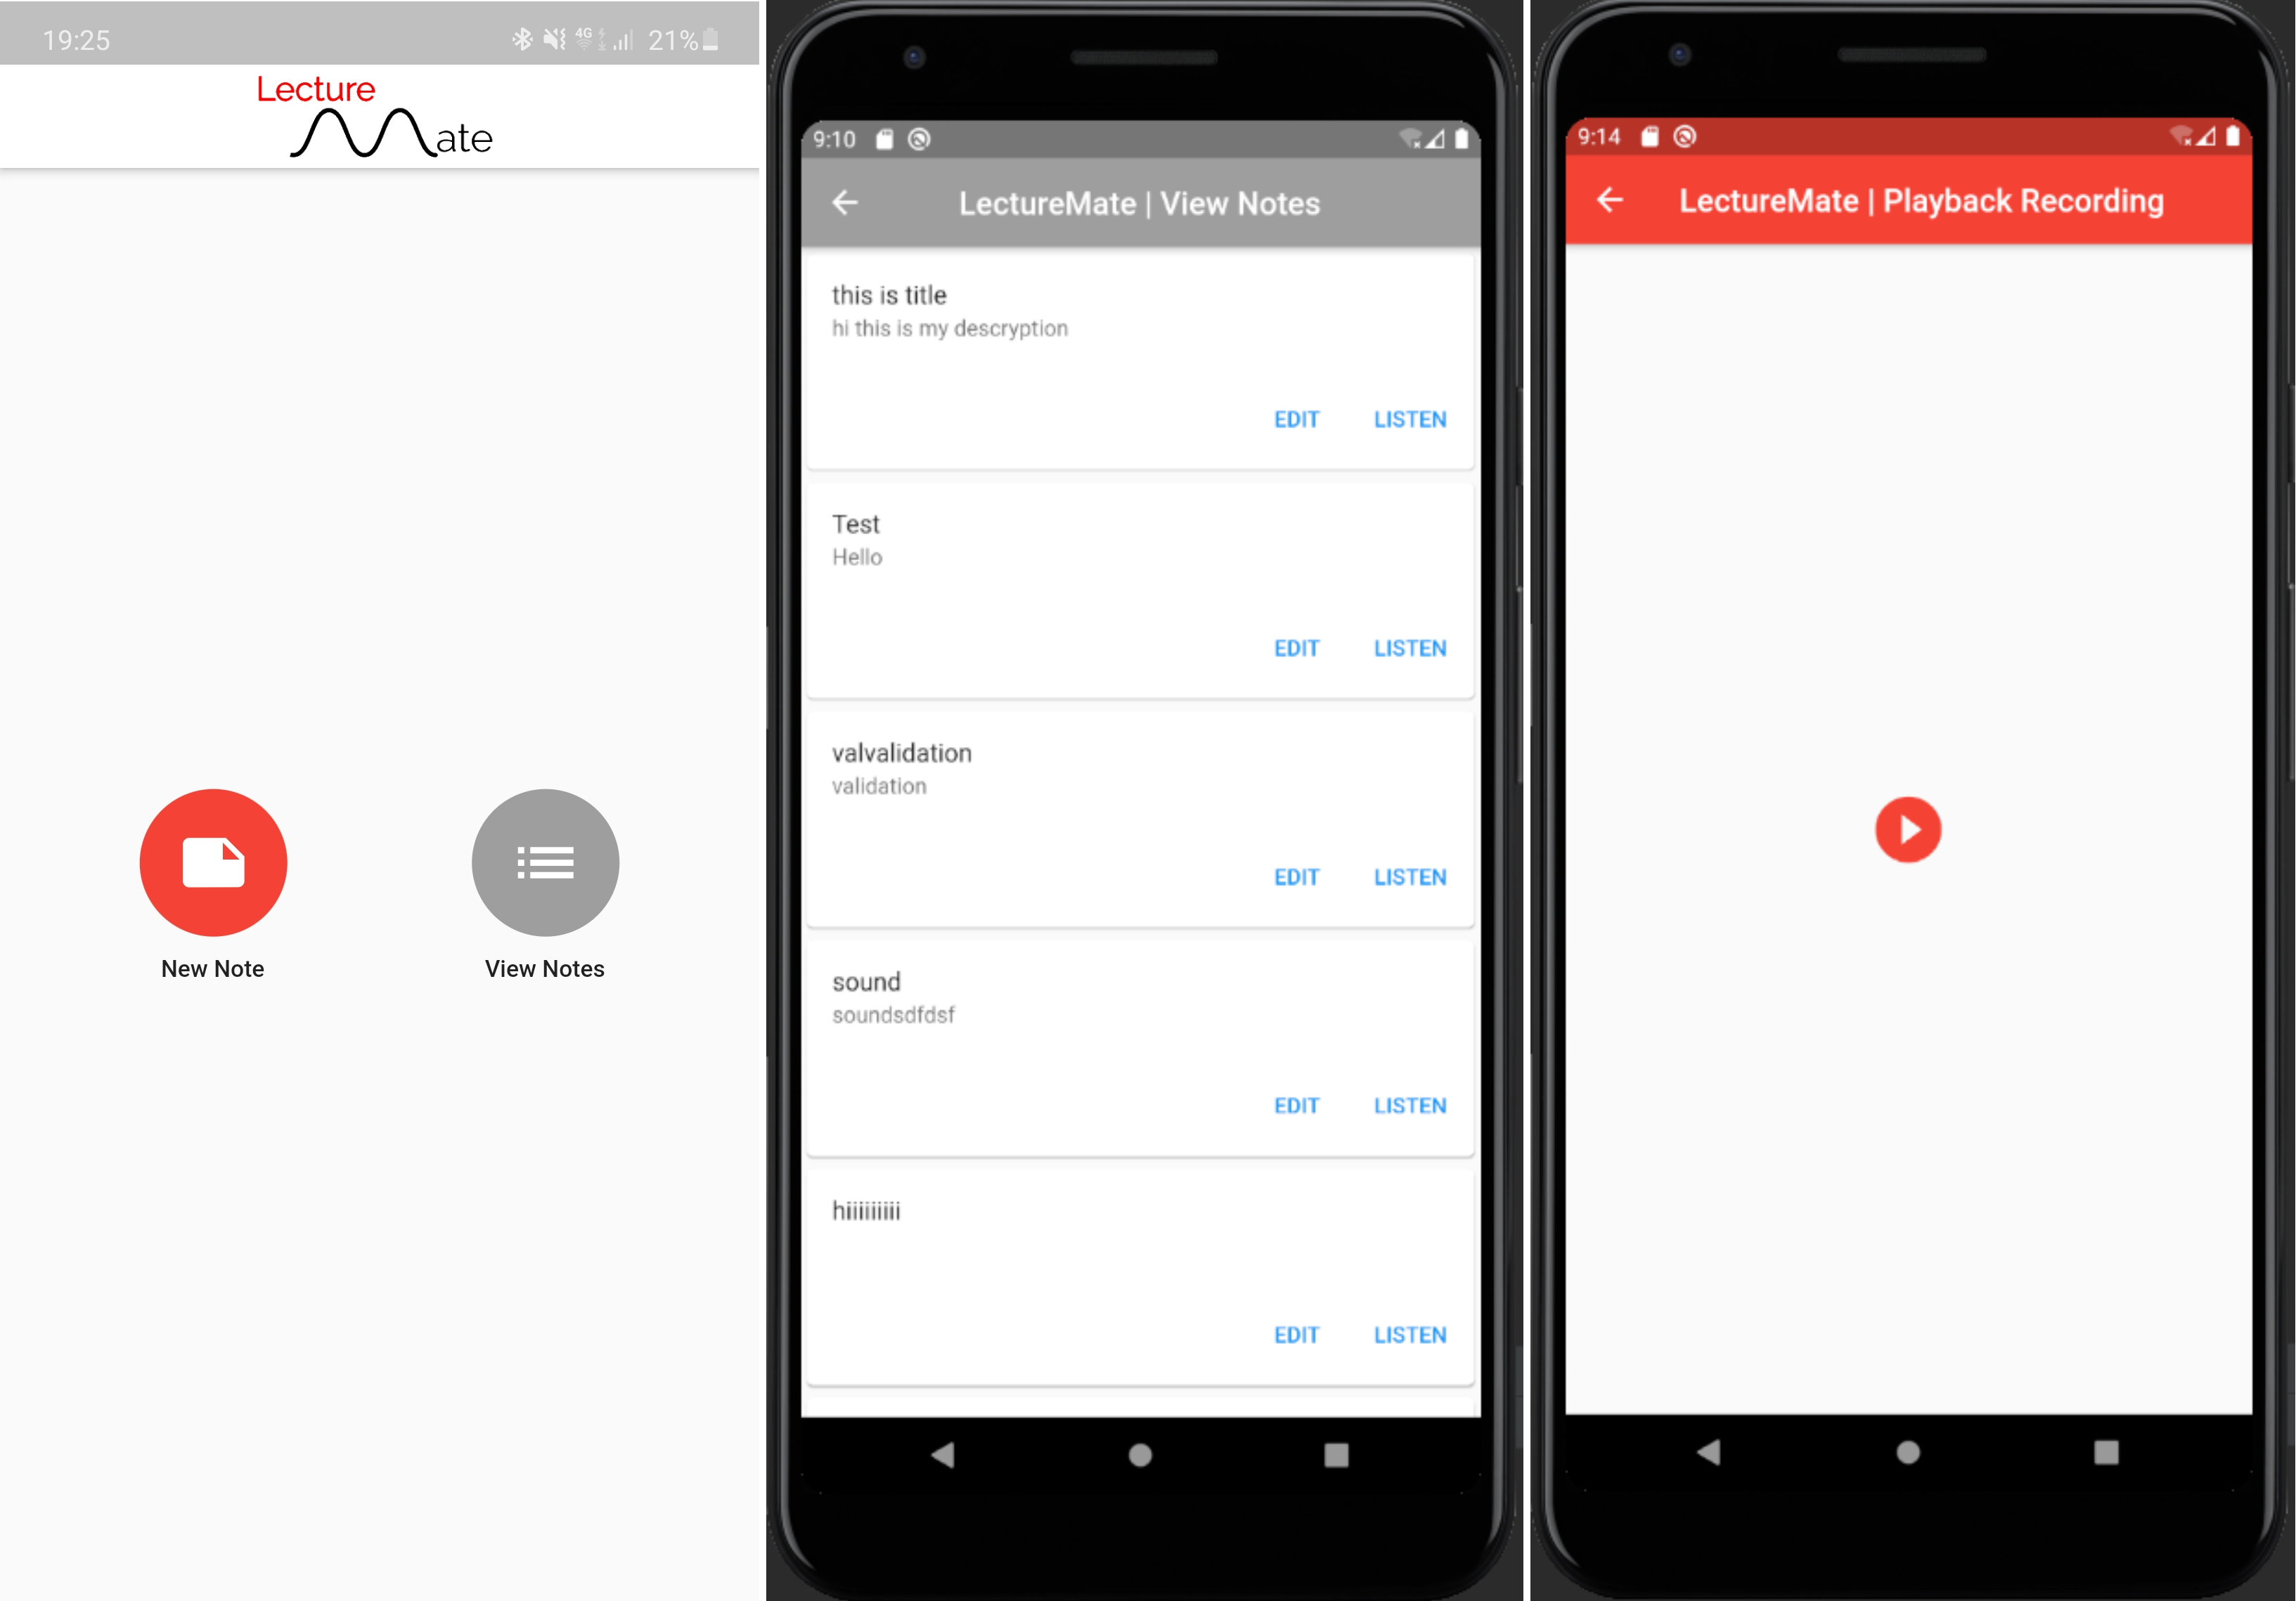 19:25
4G
21%
Lecture
Mate
New Note
View Notes
9:10
LectureMate | View Notes
this is title
hi this is my descryption
EDIT LISTEN
Test
Hello
EDIT LISTEN
valvalidation
validation
EDIT LISTEN
sound
soundsdfdsf
EDIT LISTEN
hiiiiiiiiii
EDIT LISTEN
9:14
LectureMate | Playback Recording